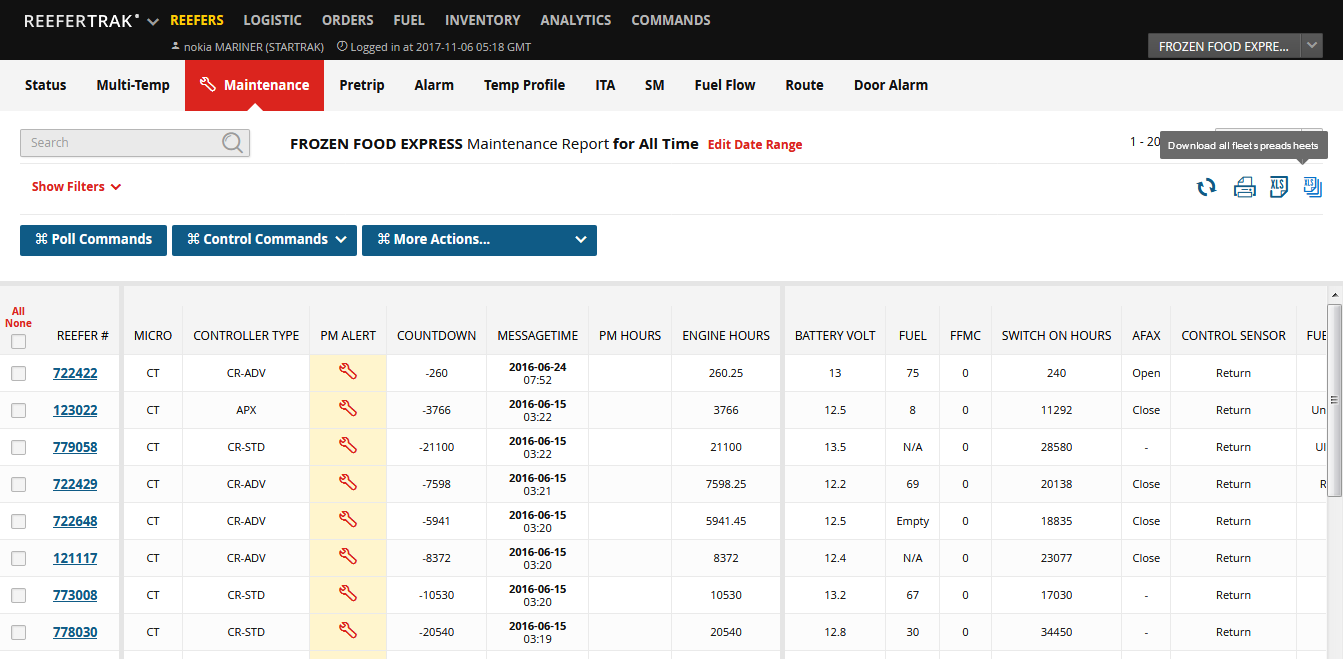 REEFERTRAK REEFERS LOGISTIC ORDERS FUEL INVENTORY ANALYTICS COMMANDS
nokia MARINER (STARTRAK) Logged in at 2017-11-06 05:18 GMT
FROZEN FOOD EXPRE...
Status Multi-Temp Maintenance Pretrip Alarm Temp Profile ITA SM Fuel Flow Route Door Alarm
Search FROZEN FOOD EXPRESS Maintenance Report for All Time Edit Date Range 1 - 20 Download all fleet spreadsheets
Show Filters XLS XLS
⌘ Poll Commands ⌘ Control Commands ⌘ More Actions...
All
None
REEFER # MICRO CONTROLLER TYPE PM ALERT COUNTDOWN MESSAGETIME PM HOURS ENGINE HOURS BATTERY VOLT FUEL FFMC SWITCH ON HOURS AFAX CONTROL SENSOR FUE
722422 CT CR-ADV -260 2016-06-24 07:52 260.25 13 75 0 240 Open Return
123022 CT APX -3766 2016-06-15 03:22 3766 12.5 8 0 11292 Close Return Un
779058 CT CR-STD -21100 2016-06-15 03:22 21100 13.5 N/A 0 28580 - Return Ul
722429 CT CR-ADV -7598 2016-06-15 03:21 7598.25 12.2 69 0 20138 Close Return R
722648 CT CR-ADV -5941 2016-06-15 03:20 5941.45 12.5 Empty 0 18835 Close Return
121117 CT CR-ADV -8372 2016-06-15 03:20 8372 12.4 N/A 0 23077 Close Return
773008 CT CR-STD -10530 2016-06-15 03:20 10530 13.2 67 0 17030 - Return
778030 CT CR-STD -20540 2016-06-15 03:19 20540 12.8 30 0 34450 - Return